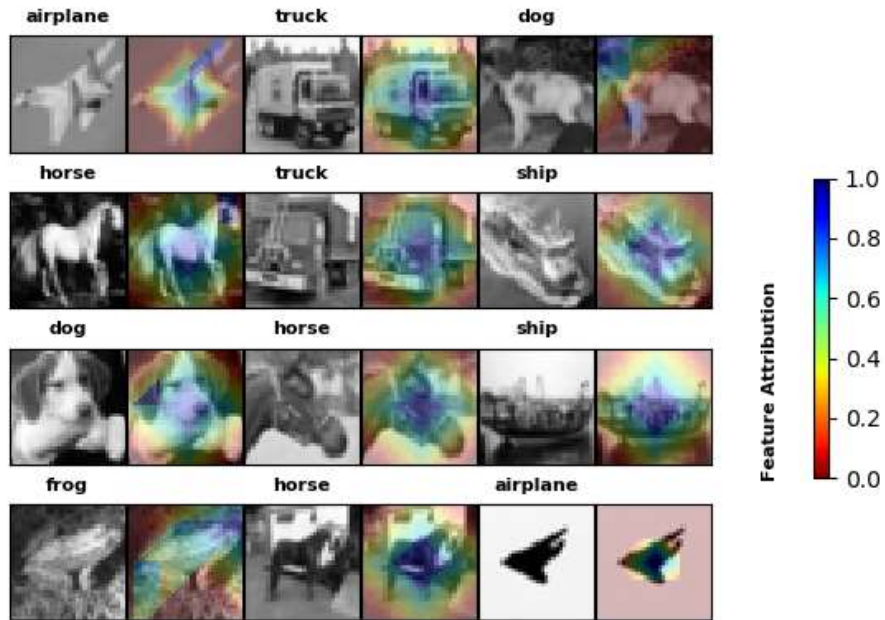 airplane truck dog
horse truck ship
dog horse ship
frog horse airplane
1.0
0.8
0.6
0.4
0.2
0.0
Feature Attribution